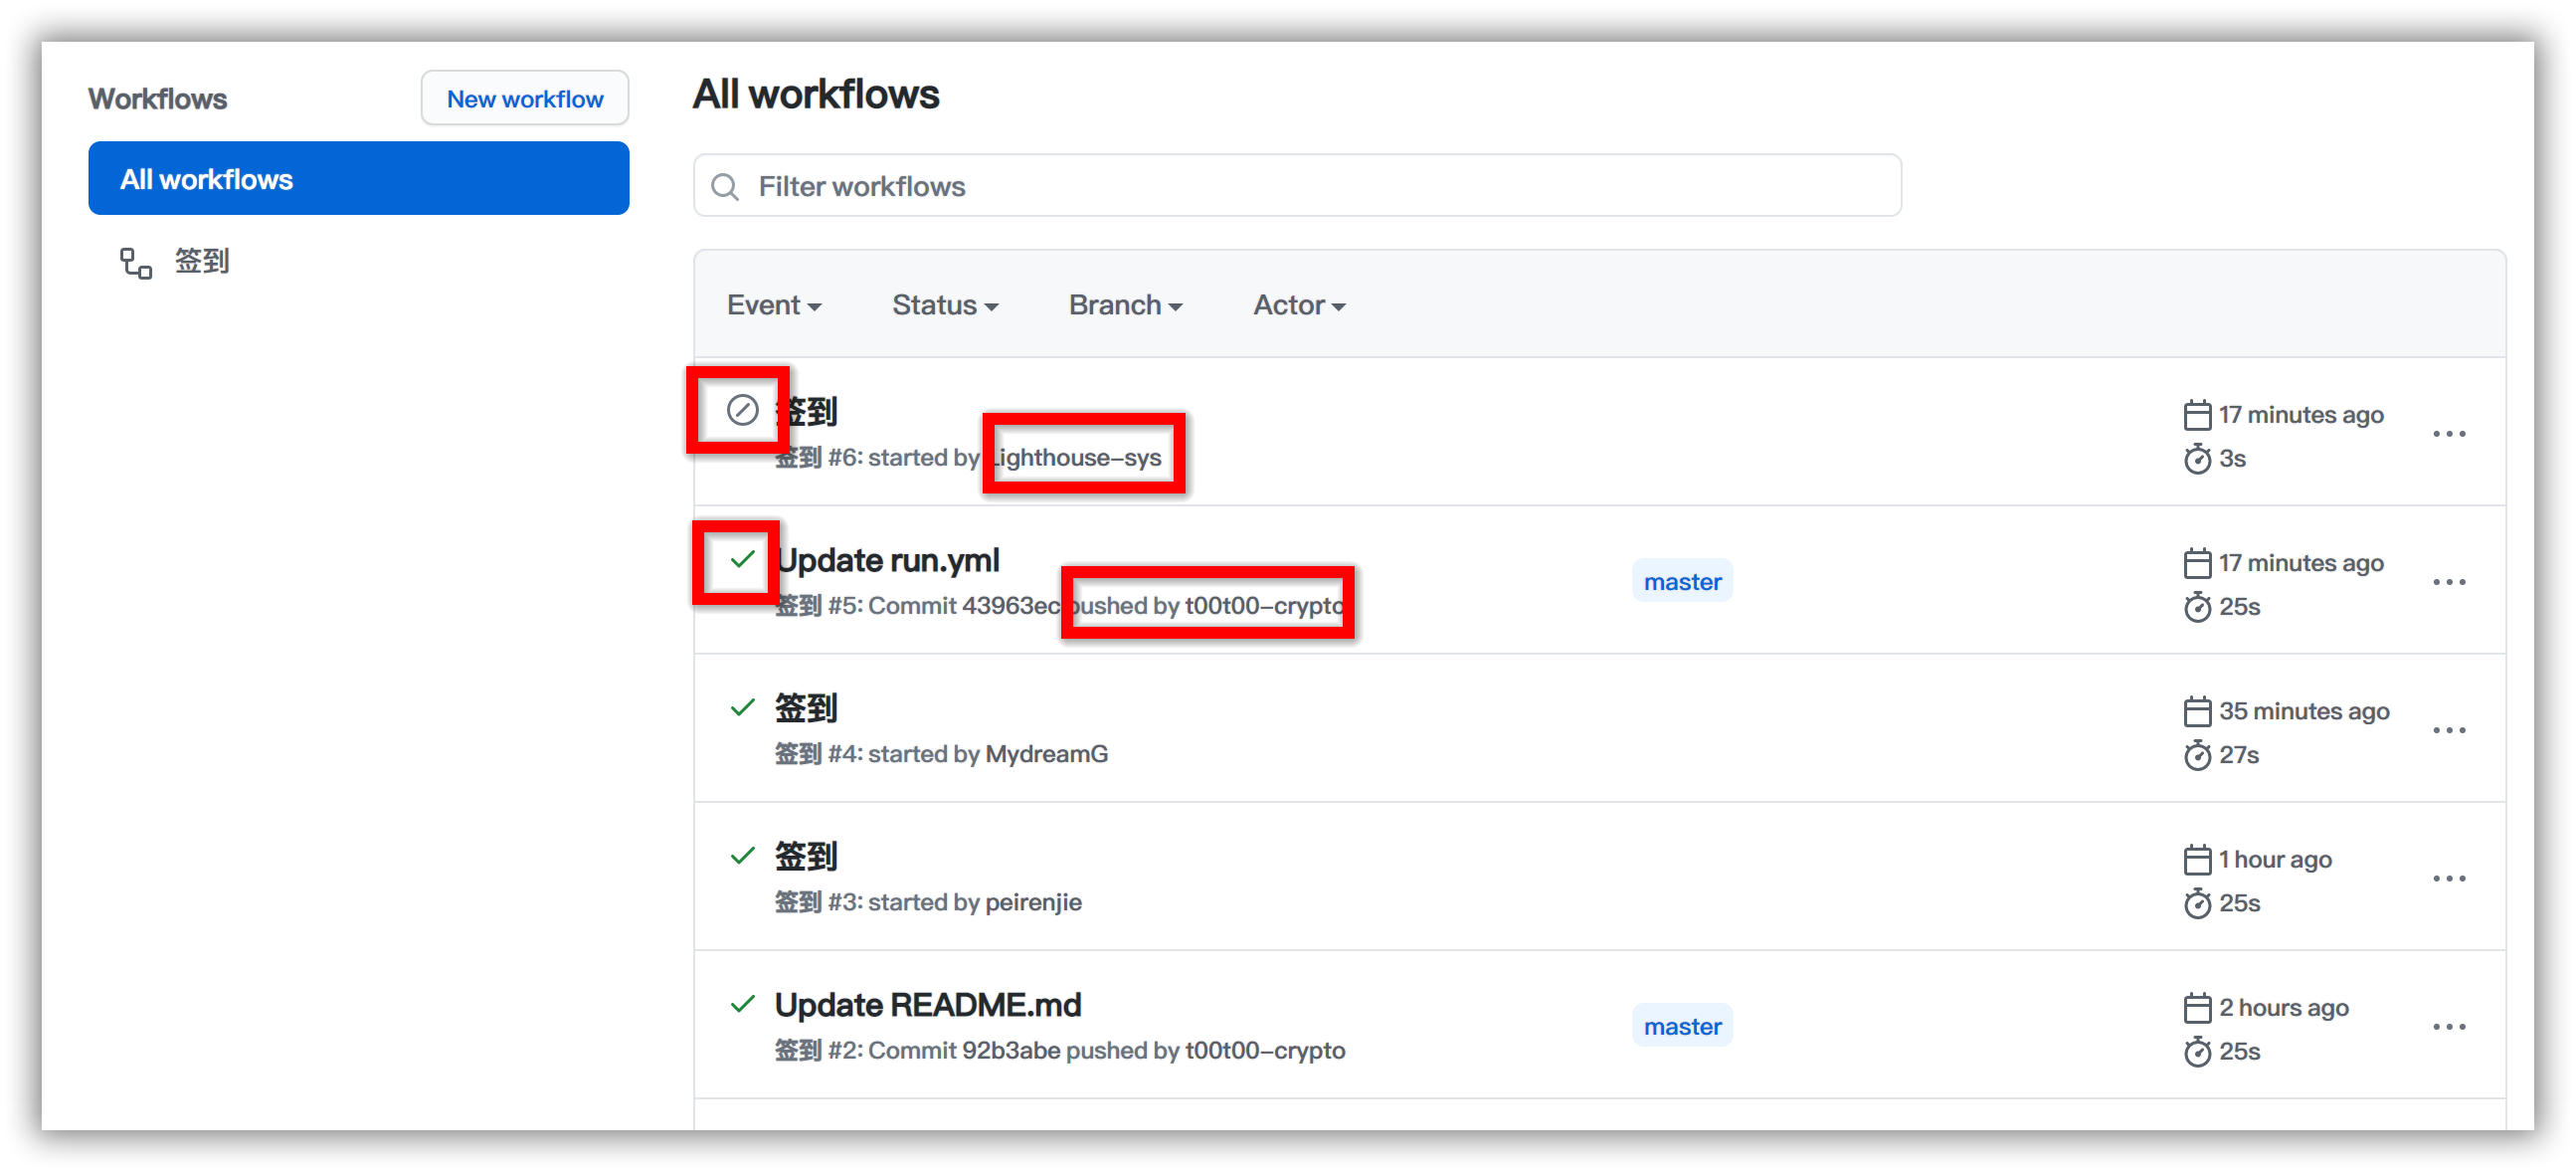 Workflows
New workflow
All workflows
签到
All workflows
Filter workflows
Event
Status
Branch
Actor
签到
签到 #6: started by Lighthouse-sys
17 minutes ago
3s
Update run.yml
签到 #5: Commit 43963ec pushed by t00t00-crypto
master
17 minutes ago
25s
签到
签到 #4: started by MydreamG
35 minutes ago
27s
签到
签到 #3: started by peirenjie
1 hour ago
25s
Update README.md
签到 #2: Commit 92b3abe pushed by t00t00-crypto
master
2 hours ago
25s